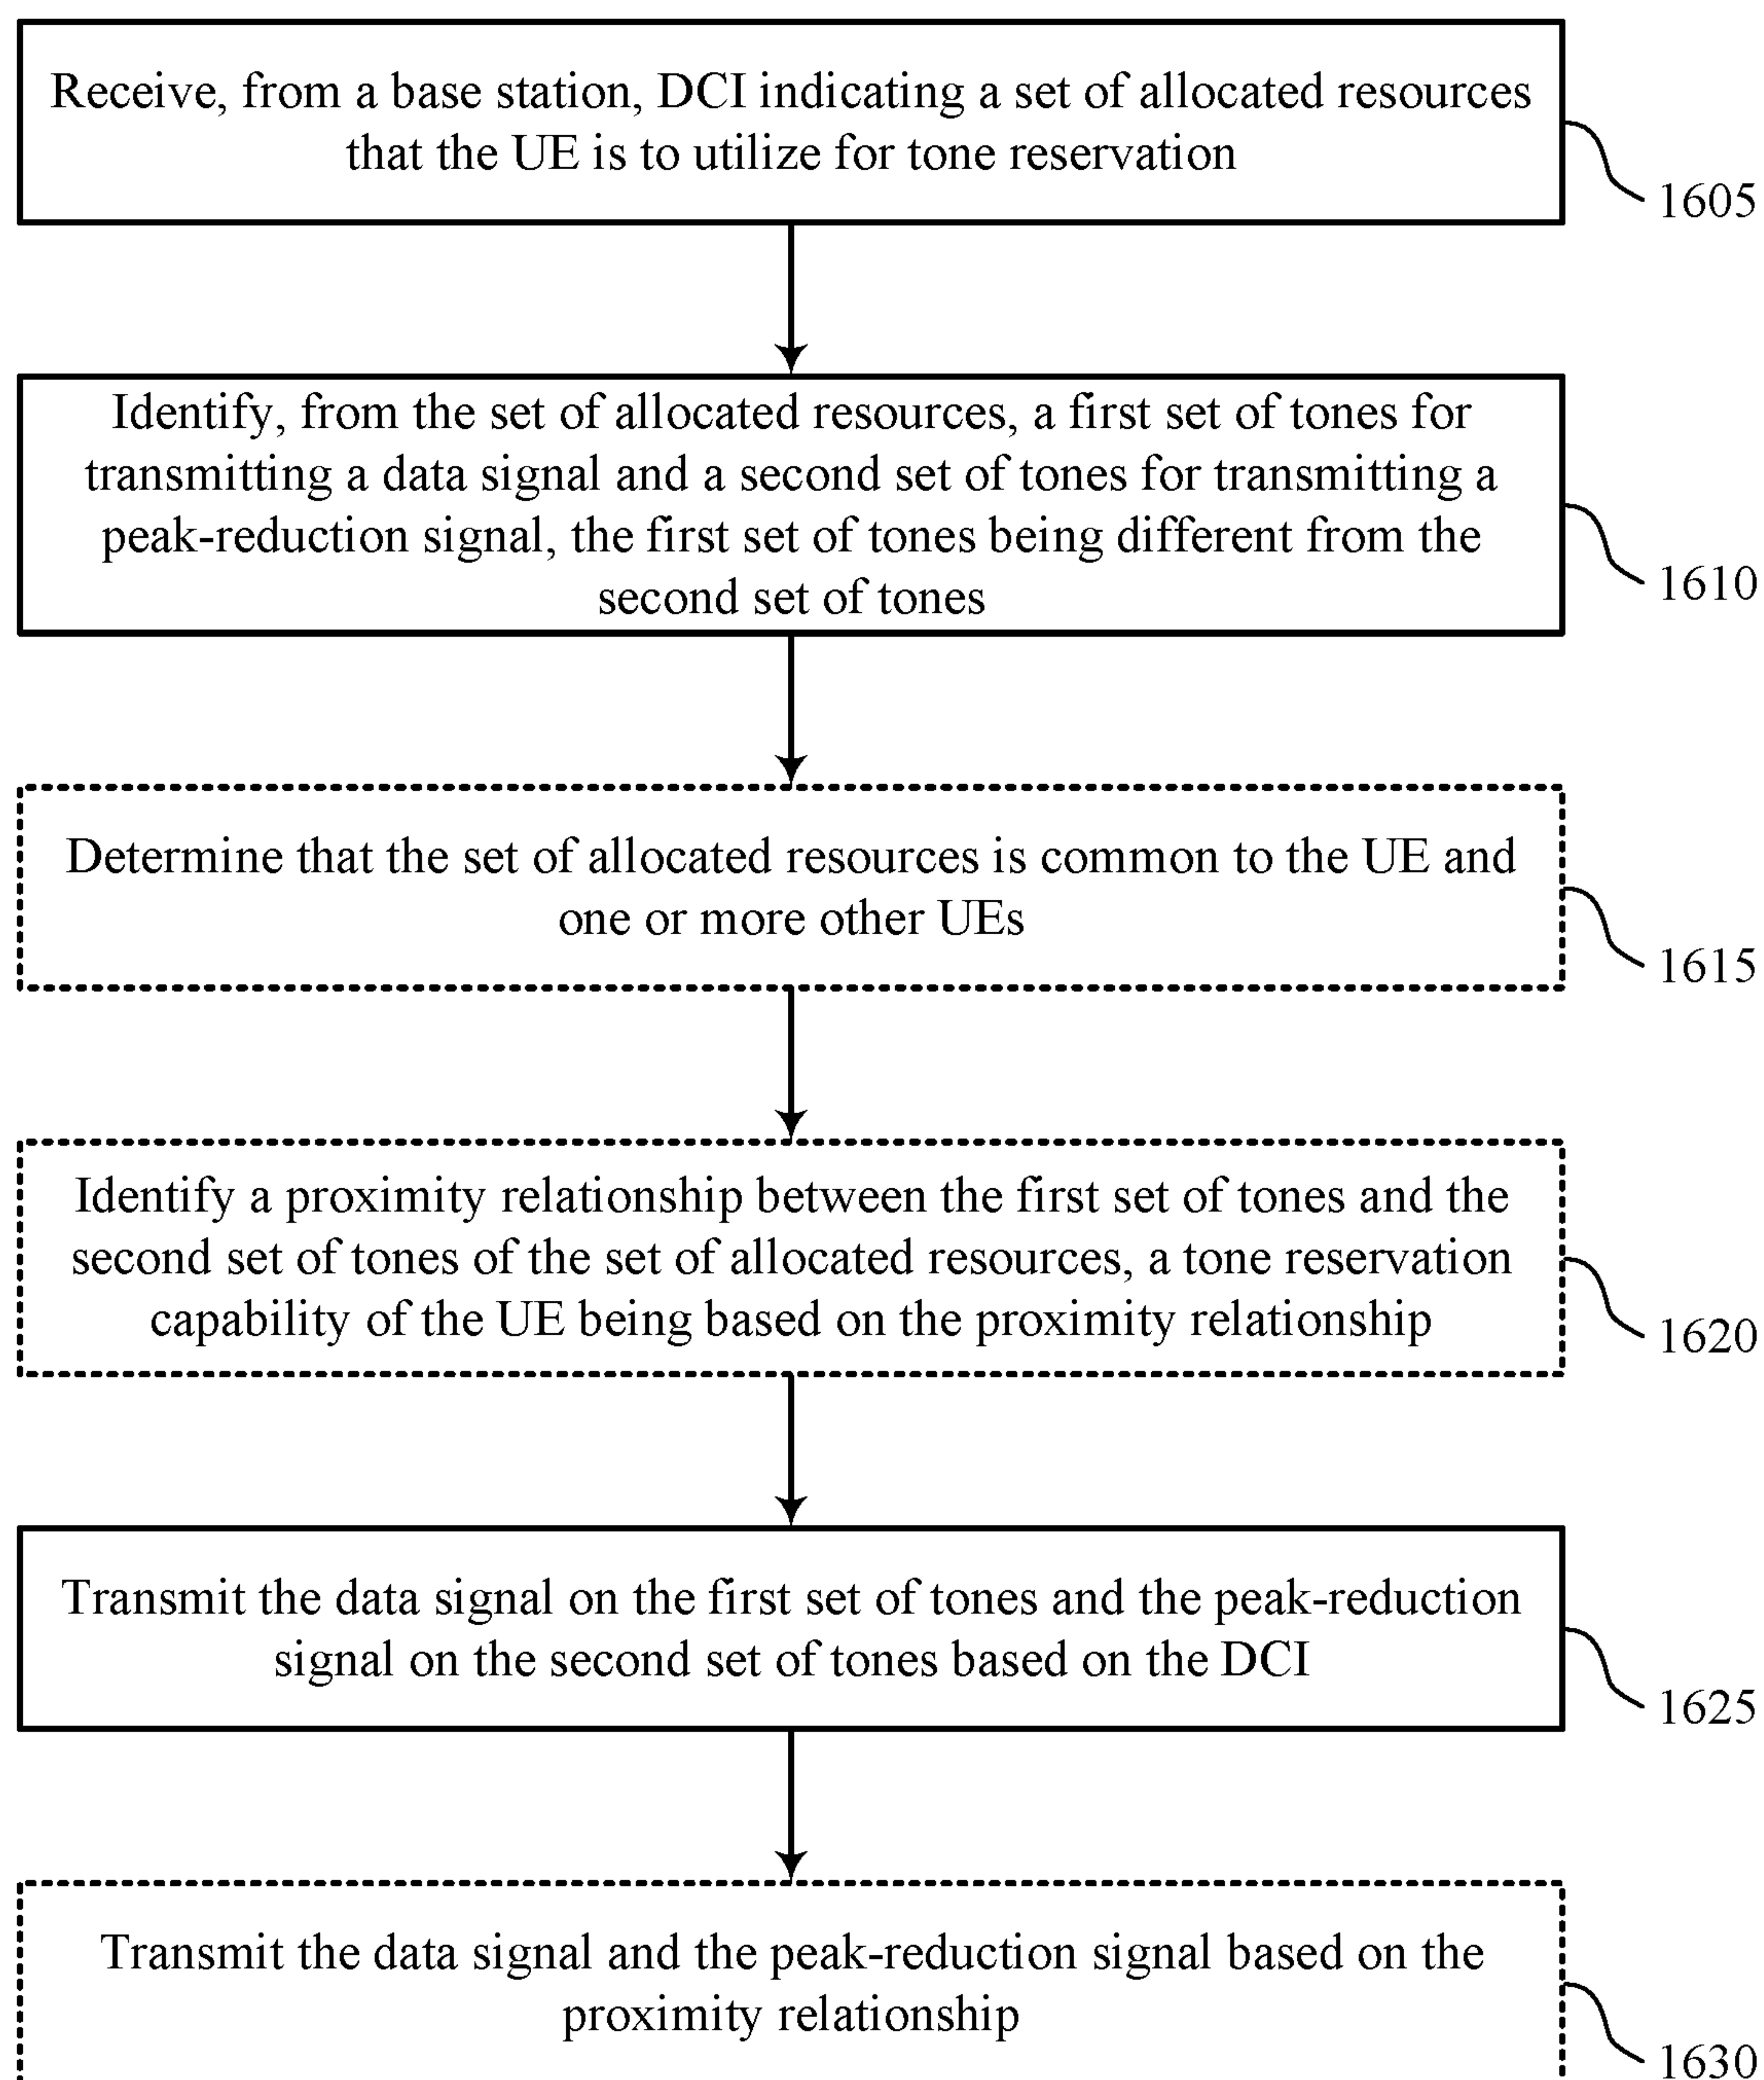 Receive, from a base station, DCI indicating a set of allocated resources
that the UE is to utilize for tone reservation
1605
Identify, from the set of allocated resources, a first set of tones for
transmitting a data signal and a second set of tones for transmitting a
peak-reduction signal, the first set of tones being different from the
second set of tones
1610
Determine that the set of allocated resources is common to the UE and
one or more other UEs
1615
Identify a proximity relationship between the first set of tones and the
second set of tones of the set of allocated resources, a tone reservation
capability of the UE being based on the proximity relationship
1620
Transmit the data signal on the first set of tones and the peak-reduction
signal on the second set of tones based on the DCI
1625
Transmit the data signal and the peak-reduction signal based on the
proximity relationship
1630